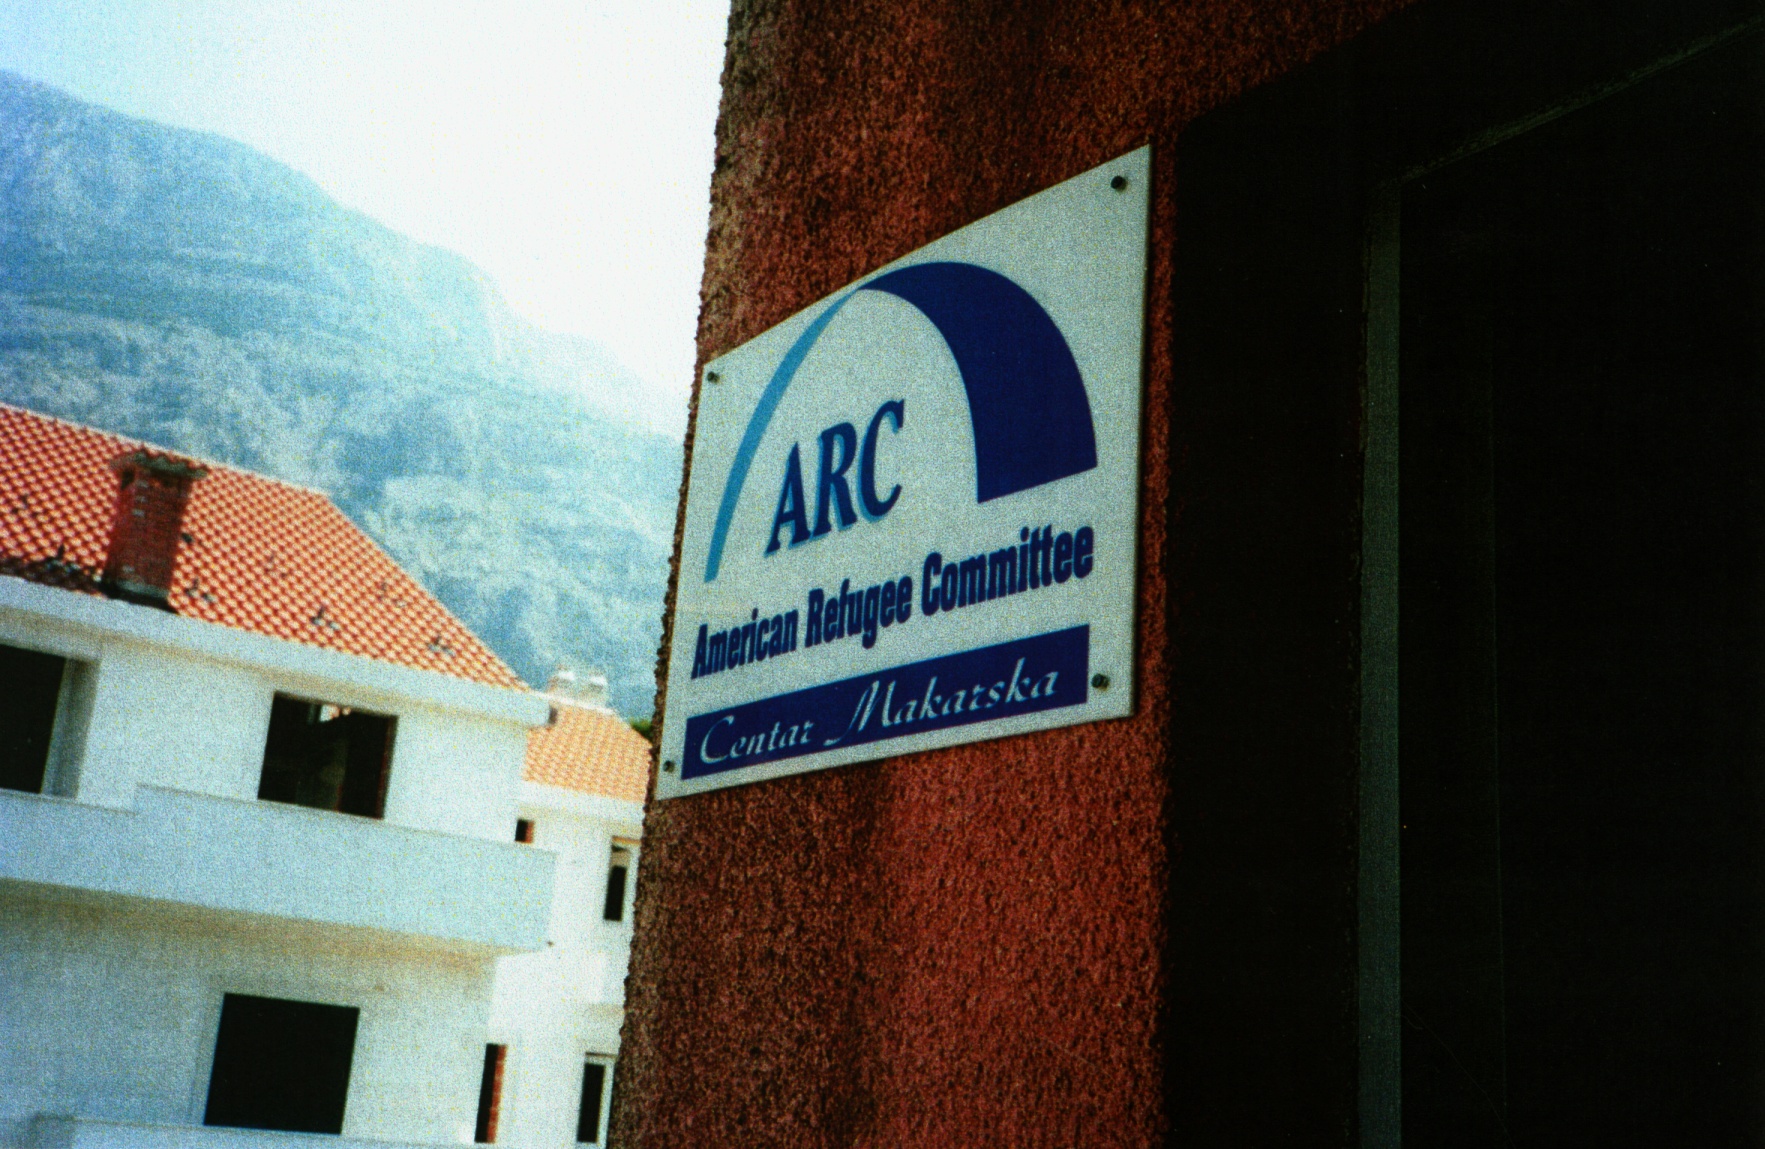 ARC
American Refugee Committee
Centar Makarska